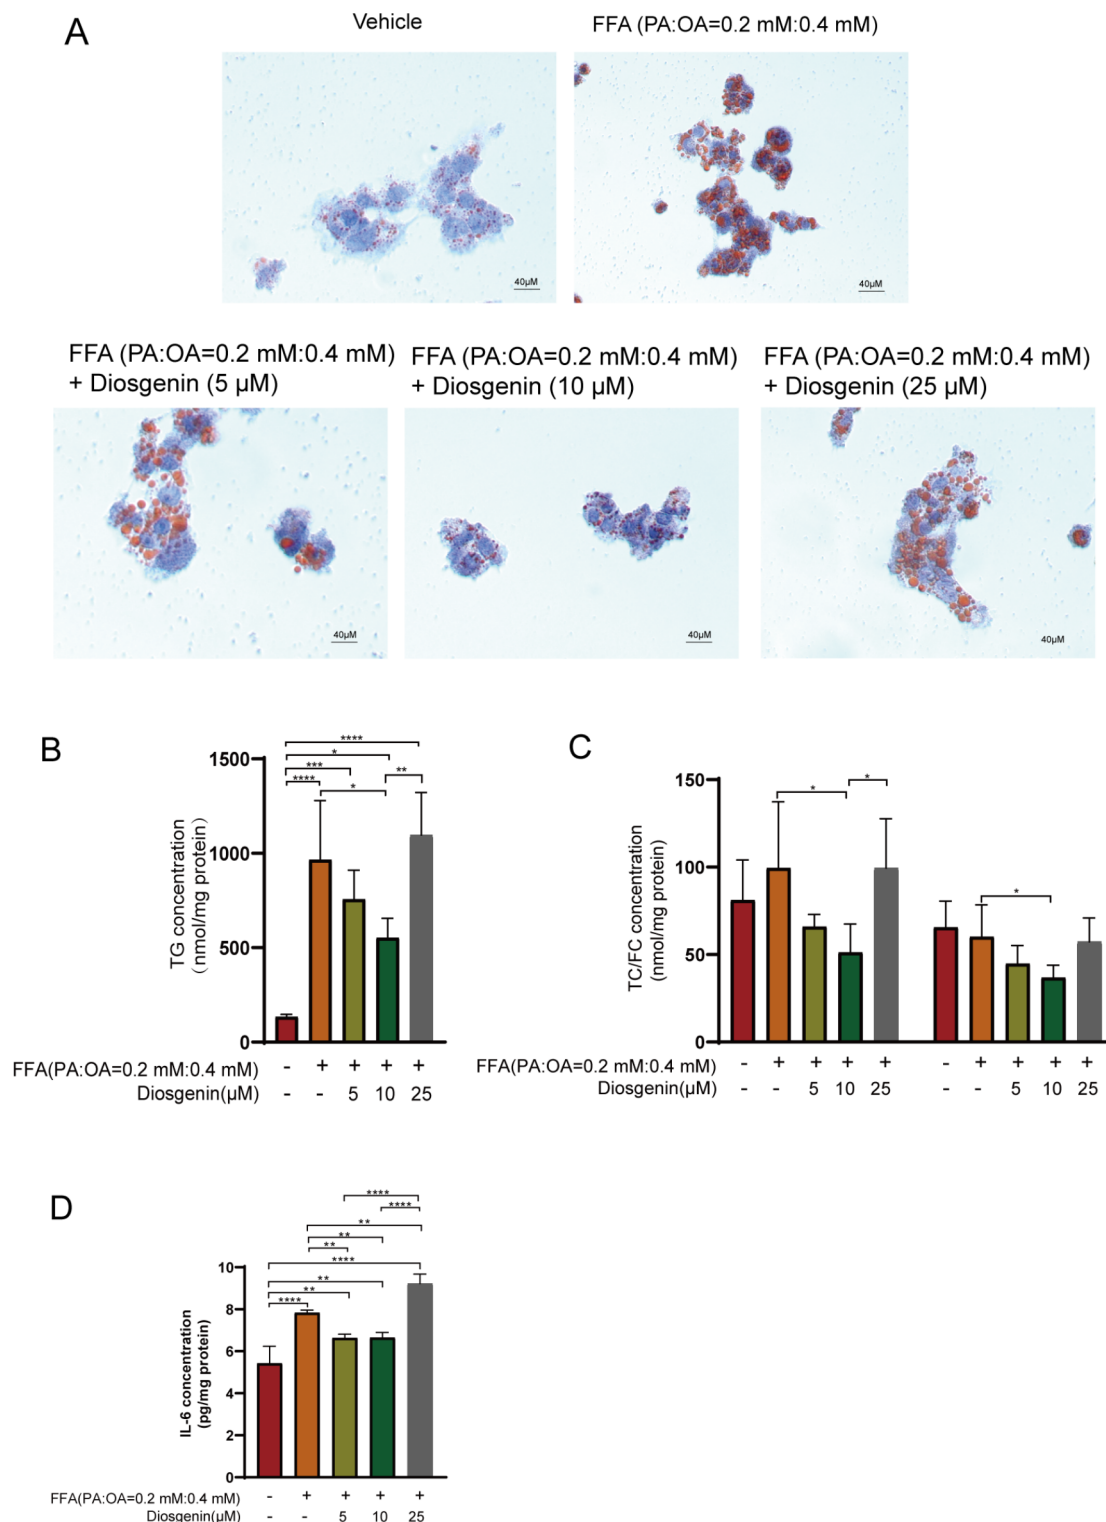 A
Vehicle
FFA (PA:OA=0.2 mM:0.4 mM)
40μM
40μM
FFA (PA:OA=0.2 mM:0.4 mM)
+ Diosgenin (5 μM)
FFA (PA:OA=0.2 mM:0.4 mM)
+ Diosgenin (10 μM)
FFA (PA:OA=0.2 mM:0.4 mM)
+ Diosgenin (25 μM)
40μM
40μM
40μM
B
TG concentration
(nmol/mg protein)
1500
1000
500
0
****
*
***
**
****
*
FFA(PA:OA=0.2 mM:0.4 mM) - + + + +
Diosgenin(μM) - - 5 10 25
C
TC/FC concentration
(nmol/mg protein)
150
100
50
0
*
*
*
FFA(PA:OA=0.2 mM:0.4 mM) - + + + + - + + + +
Diosgenin(μM) - - 5 10 25 - - 5 10 25
D
IL-6 concentration
(pg/mg protein)
10
8
6
4
2
0
****
****
**
**
**
****
**
**
****
FFA(PA:OA=0.2 mM:0.4 mM) - + + + +
Diosgenin(μM) - - 5 10 25